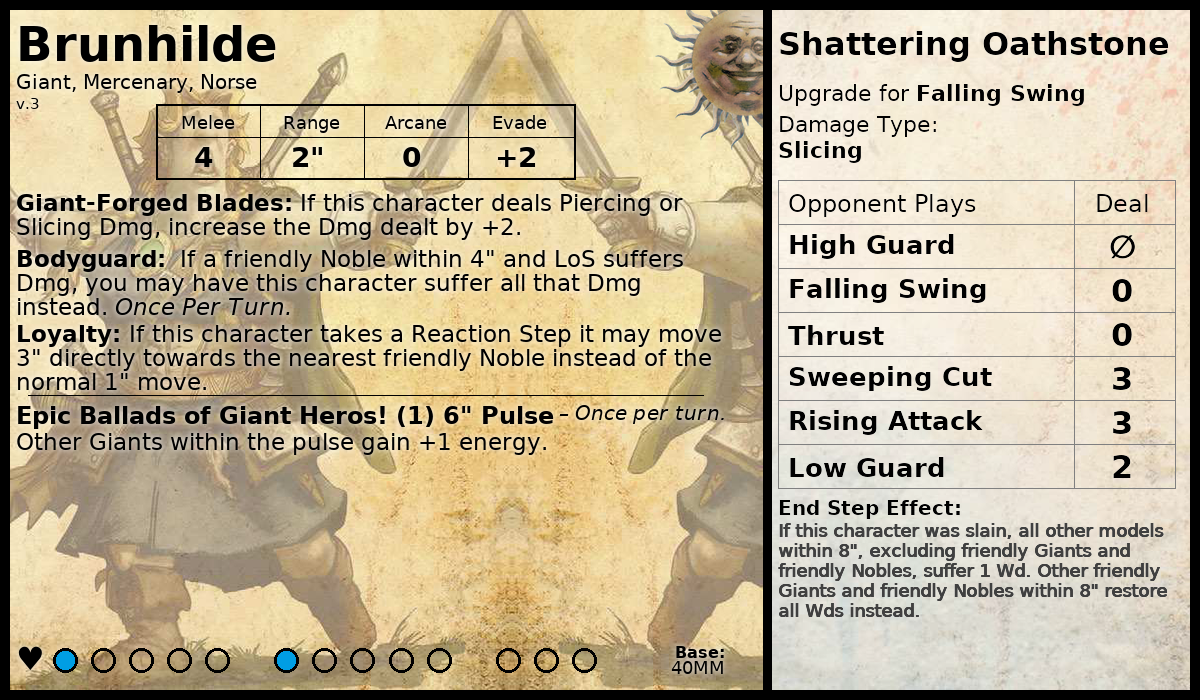 Brunhilde
Giant, Mercenary, Norse
v.3
Melee Range Arcane Evade
4 2" 0 +2
Giant-Forged Blades: If this character deals Piercing or
Slicing Dmg, increase the Dmg dealt by +2.
Bodyguard: If a friendly Noble within 4" and LoS suffers
Dmg, you may have this character suffer all that Dmg
instead. Once Per Turn.
Loyalty: If this character takes a Reaction Step it may move
3" directly towards the nearest friendly Noble instead of the
normal 1" move.
Epic Ballads of Giant Heros! (1) 6" Pulse – Once per turn.
Other Giants within the pulse gain +1 energy.
Base:
40MM
Shattering Oathstone
Upgrade for Falling Swing
Damage Type:
Slicing
Opponent Plays Deal
High Guard ∅
Falling Swing 0
Thrust 0
Sweeping Cut 3
Rising Attack 3
Low Guard 2
End Step Effect:
If this character was slain, all other models
within 8", excluding friendly Giants and
friendly Nobles, suffer 1 Wd. Other friendly
Giants and friendly Nobles within 8" restore
all Wds instead.